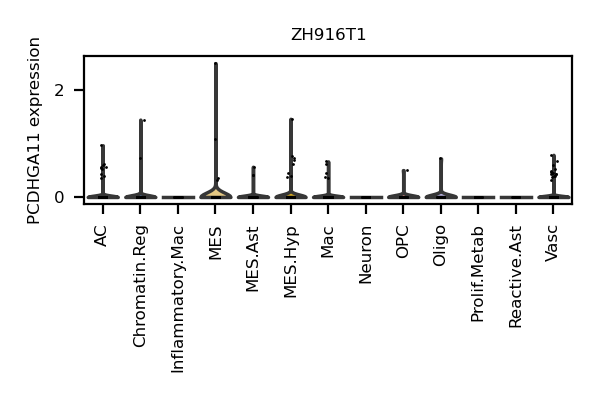 ZH916T1
PCDHGA11 expression
2
0
AC
Chromatin.Reg
Inflammatory.Mac
MES
MES.Ast
MES.Hyp
Mac
Neuron
OPC
Oligo
Prolif.Metab
Reactive.Ast
Vasc